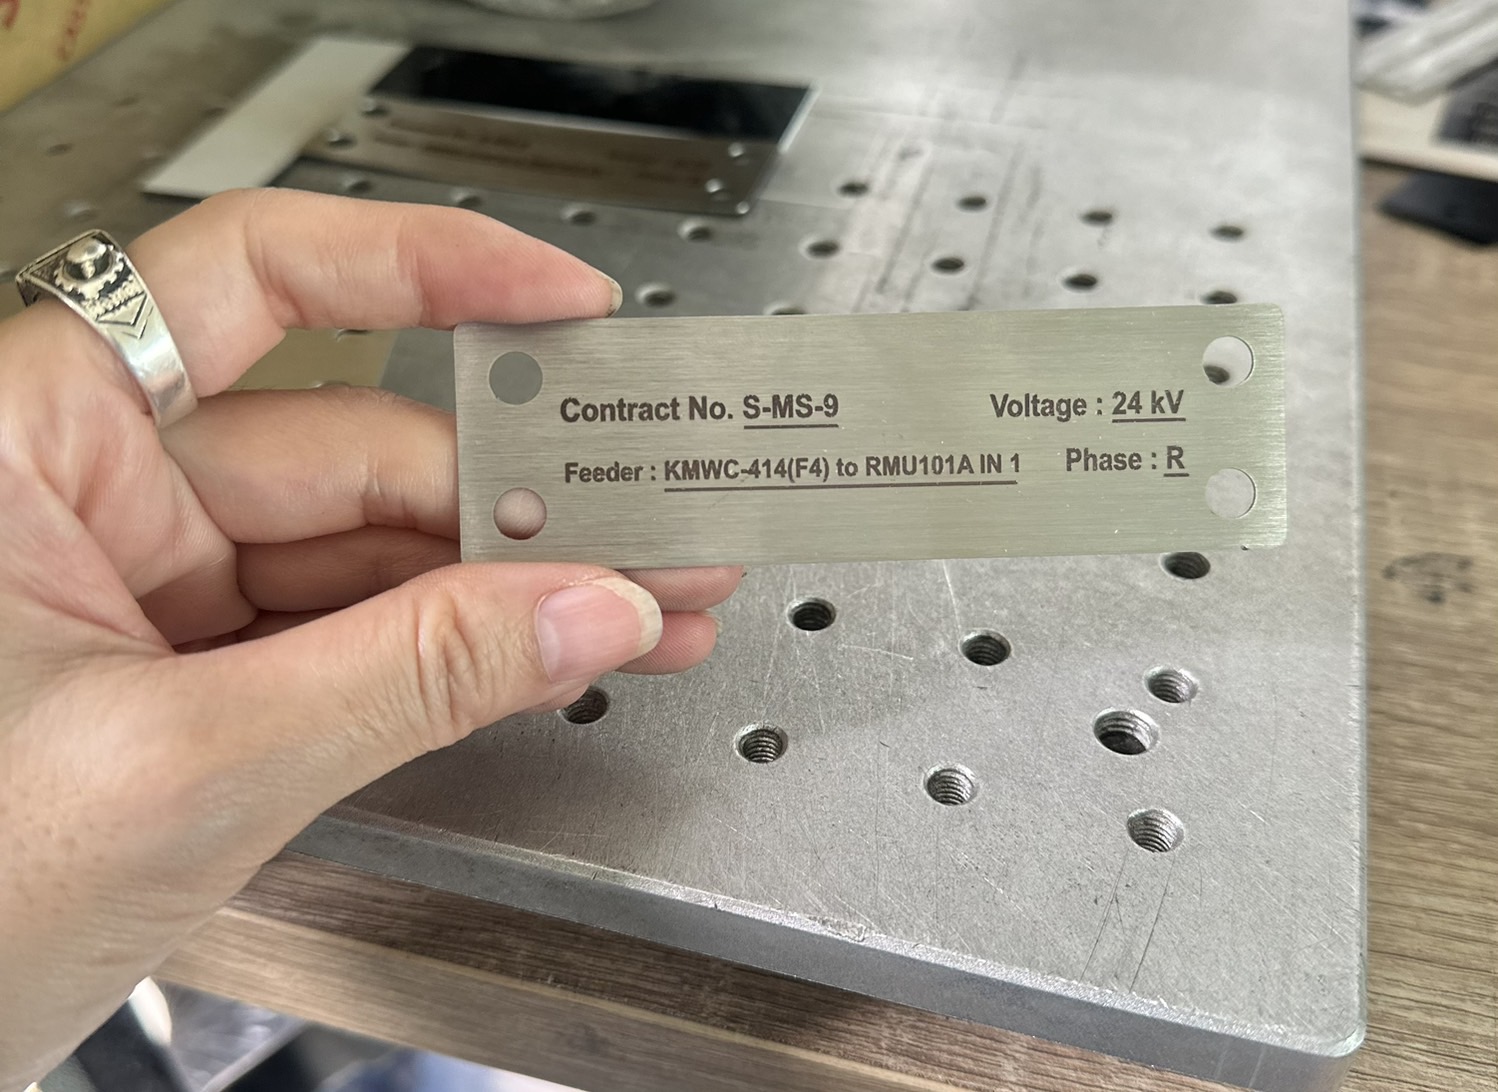 Contract No. S-MS-9 Voltage : 24 kV
Feeder : KMWC-414(F4) to RMU101A IN 1 Phase : R